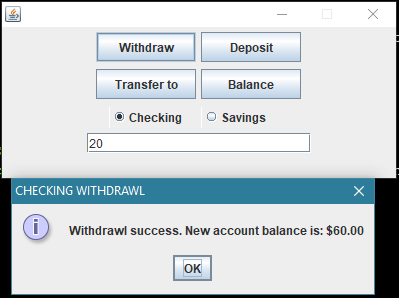 Withdraw Deposit
Transfer to Balance
Checking Savings
20
CHECKING WITHDRAWL
Withdrawl success. New account balance is: $60.00
OK